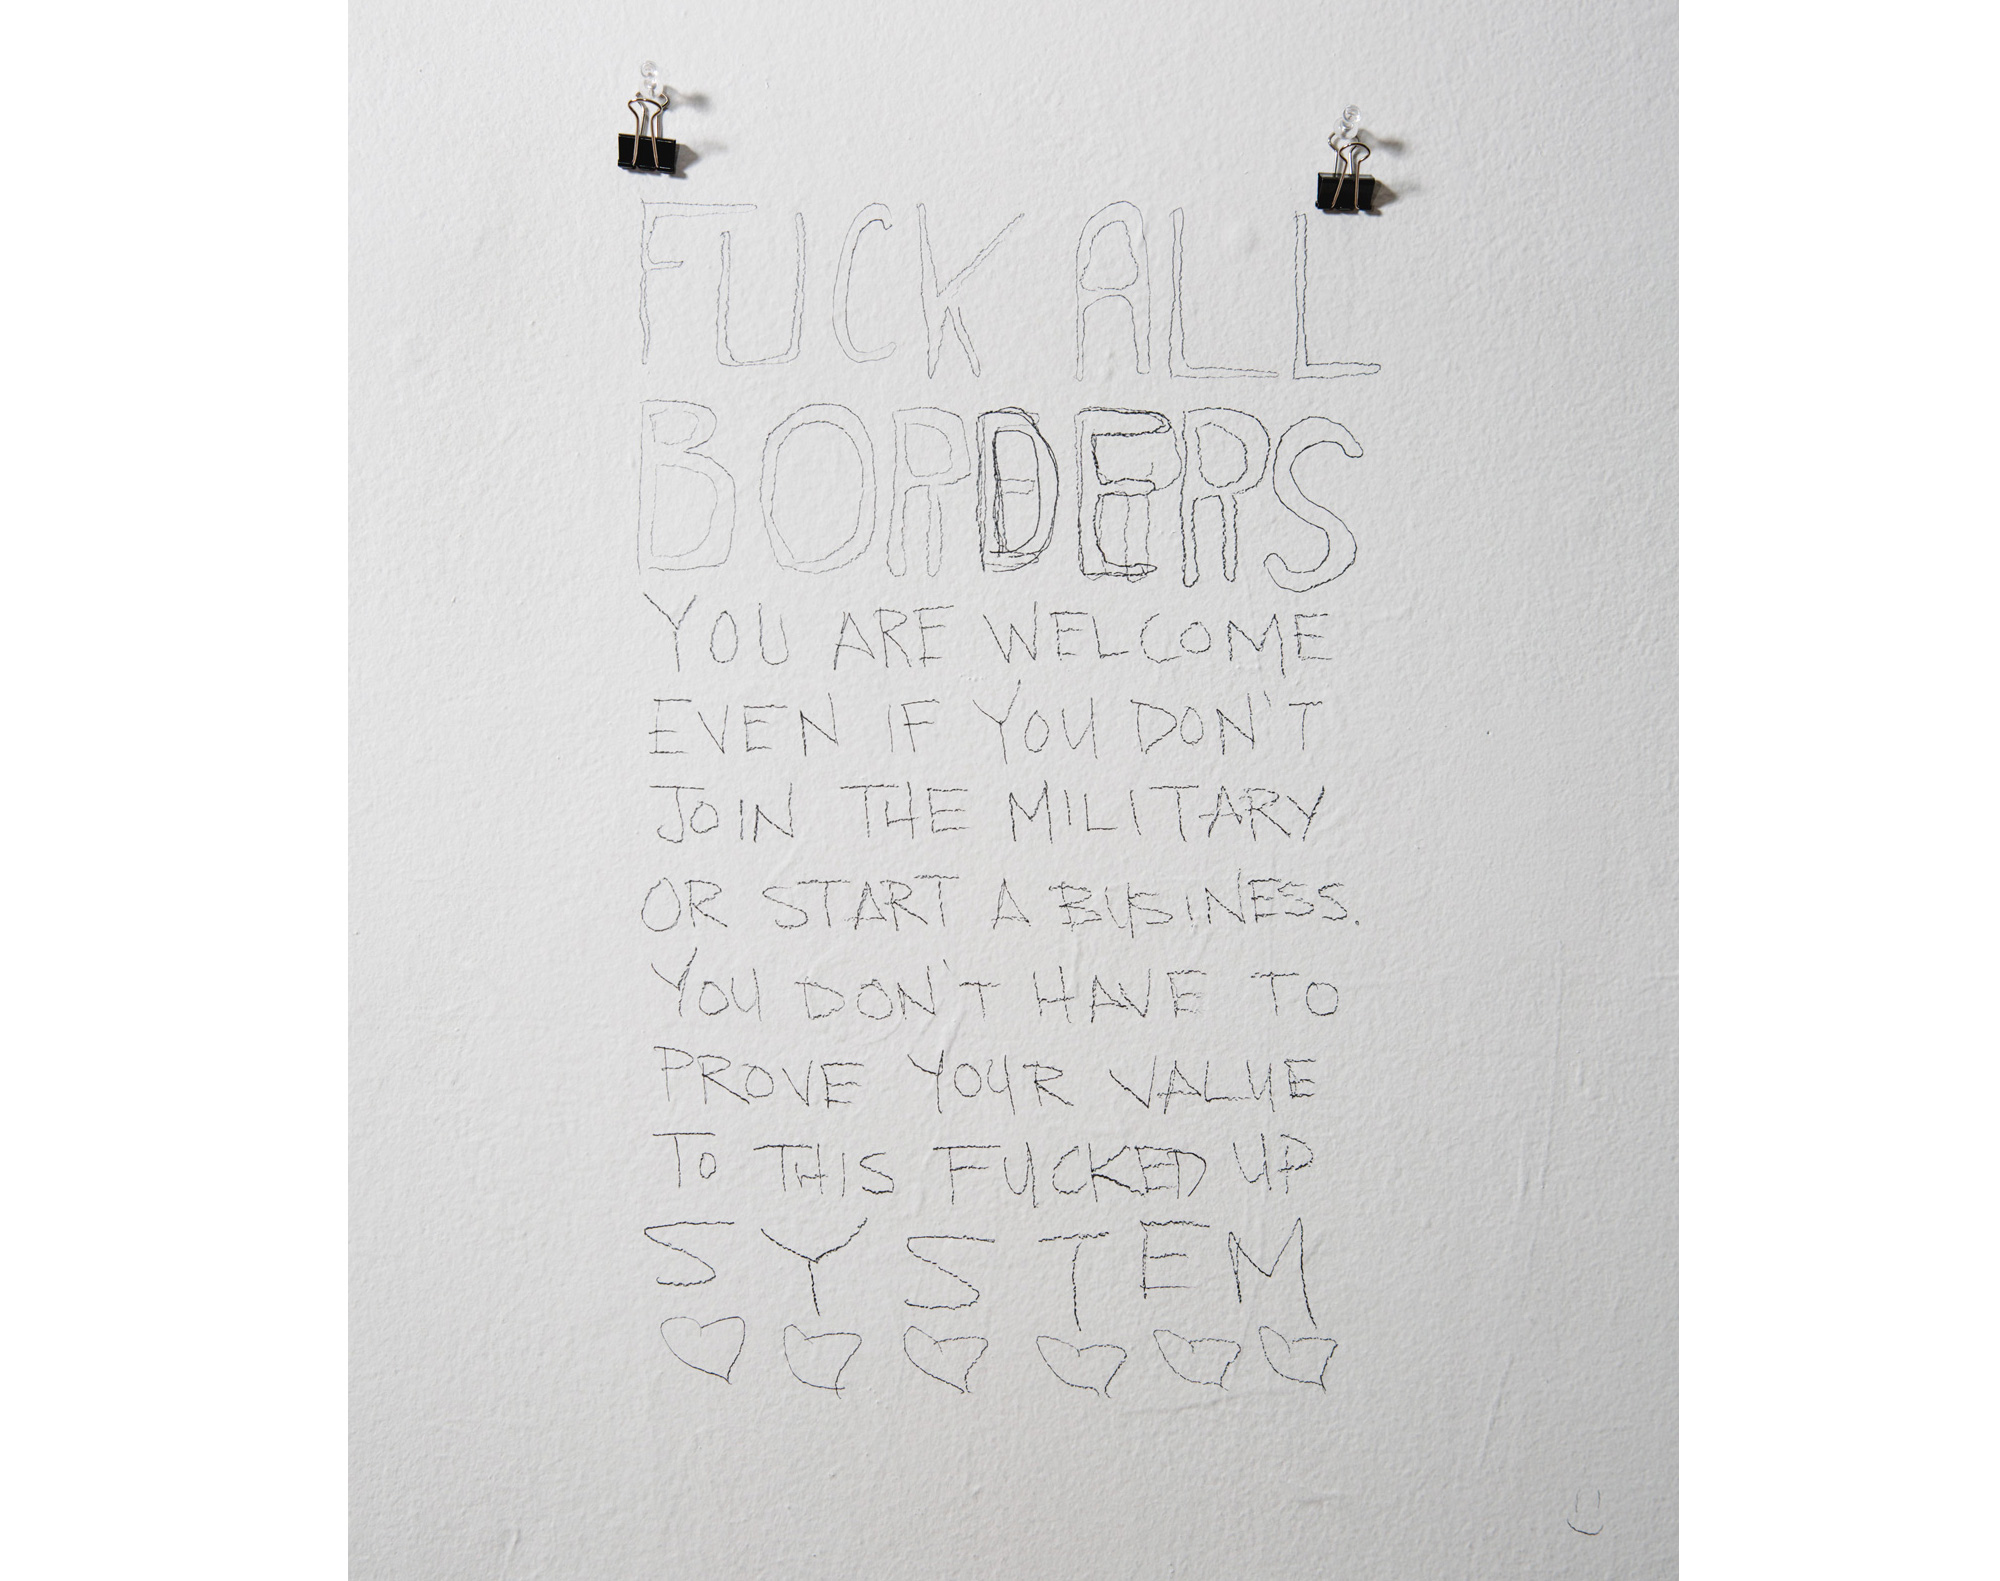 FUCK ALL
BORDERS
YOU ARE WELCOME
EVEN IF YOU DON'T
JOIN THE MILITARY
OR START A BUSINESS.
YOU DON'T HAVE TO
PROVE YOUR VALUE
TO THIS FUCKED UP
SYSTEM